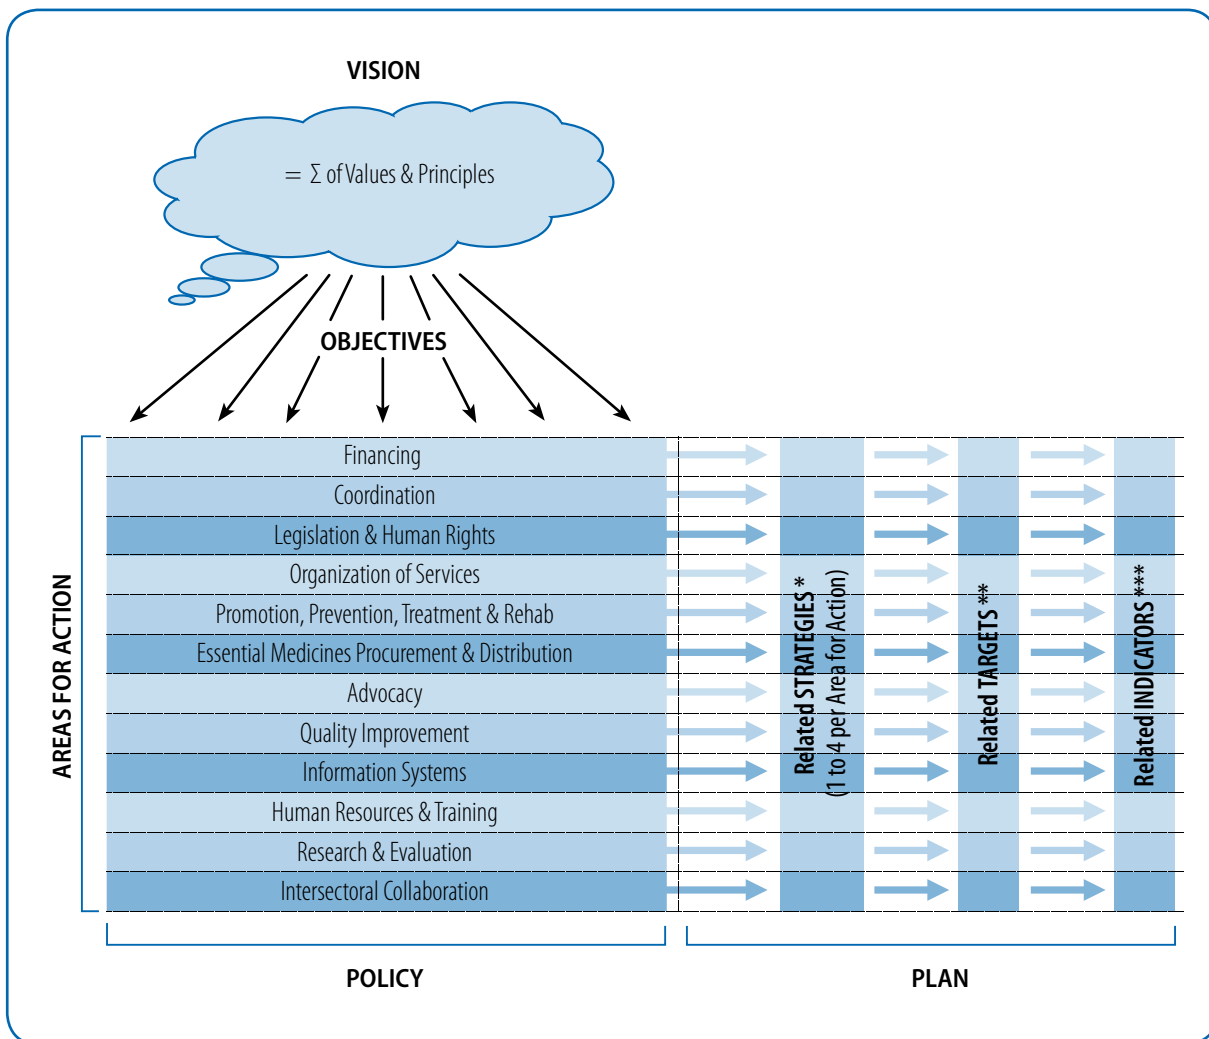 VISION
= Σ of Values & Principles
OBJECTIVES
AREAS FOR ACTION
Financing
Coordination
Legislation & Human Rights
Organization of Services
Promotion, Prevention, Treatment & Rehab
Essential Medicines Procurement & Distribution
Advocacy
Quality Improvement
Information Systems
Human Resources & Training
Research & Evaluation
Intersectoral Collaboration
Related STRATEGIES *
(1 to 4 per Area for Action)
Related TARGETS **
Related INDICATORS ***
POLICY
PLAN